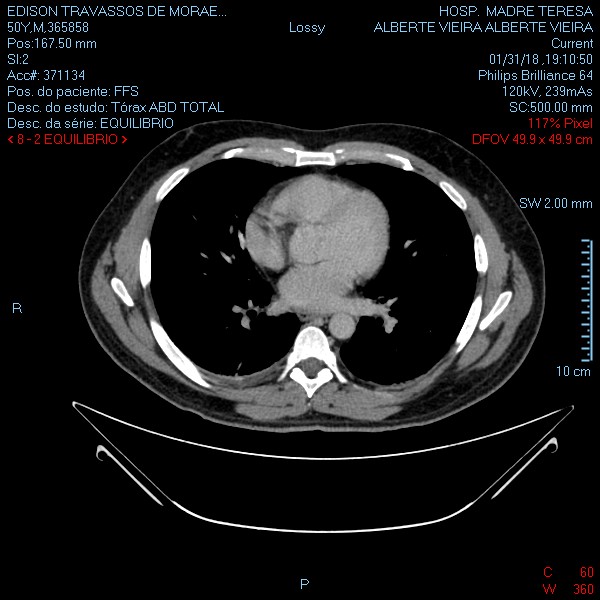 EDISON TRAVASSOS DE MORAE...
50Y,M,365858
Pos:167.50 mm
Sl:2
Acc#: 371134
Pos. do paciente: FFS
Desc. do estudo: Tórax ABD TOTAL
Desc. da série: EQUILIBRIO
< 8 - 2 EQUILIBRIO >
Lossy
HOSP. MADRE TERESA
ALBERTE VIEIRA ALBERTE VIEIRA
Current
01/31/18 ,19:10:50
Philips Brilliance 64
120kV, 239mAs
SC:500.00 mm
117% Pixel
DFOV 49.9 x 49.9 cm
SW 2.00 mm
R
10 cm
P
C 60
W 360